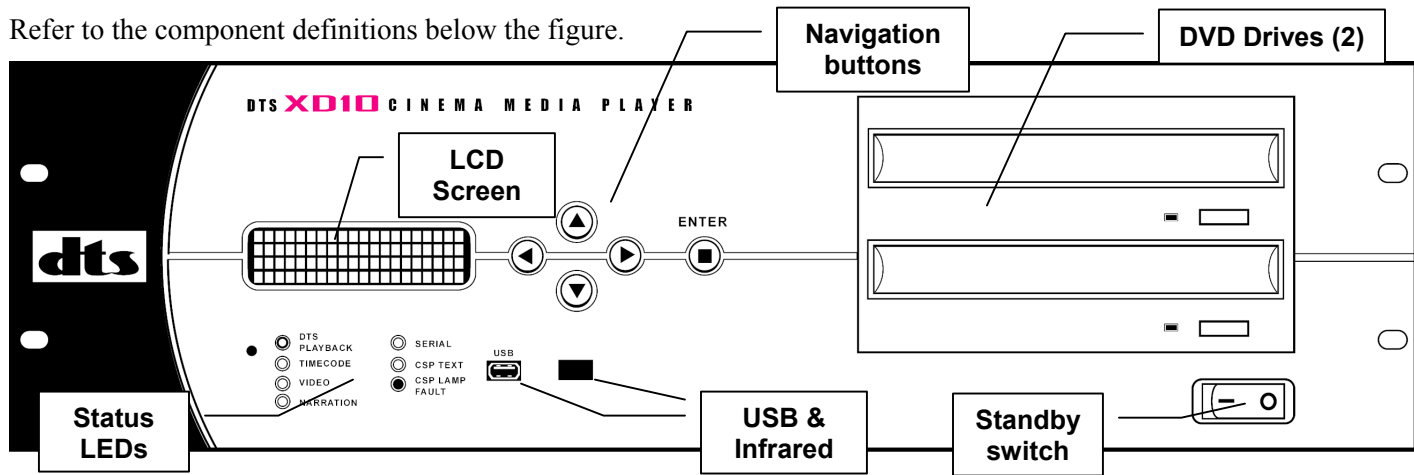 Refer to the component definitions below the figure.
Navigation
buttons
DVD Drives (2)
DTS XD10 CINEMA MEDIA PLAYER
LCD
Screen
ENTER
dts
DTS
PLAYBACK
TIMECODE
VIDEO
NARRATION
SERIAL
CSP TEXT
CSP LAMP
FAULT
USB
Status
LEDs
USB &
Infrared
Standby
switch